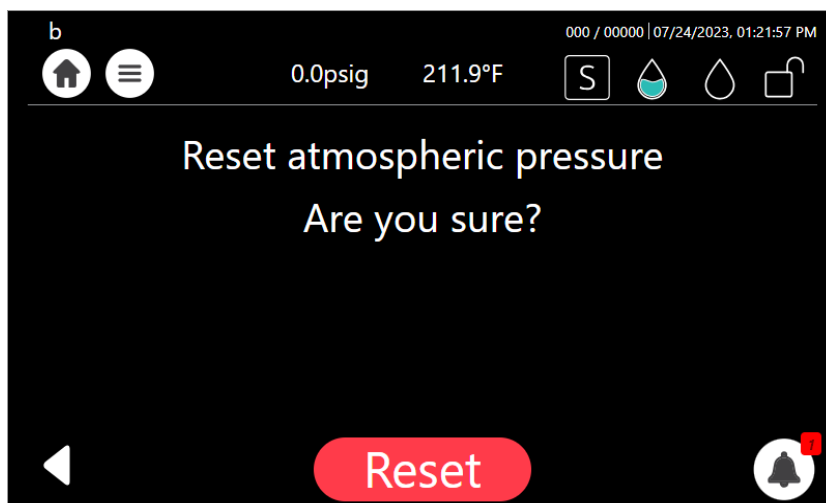 b
000 / 00000 | 07/24/2023, 01:21:57 PM
0.0psig 211.9°F S
Reset atmospheric pressure
Are you sure?
Reset
1